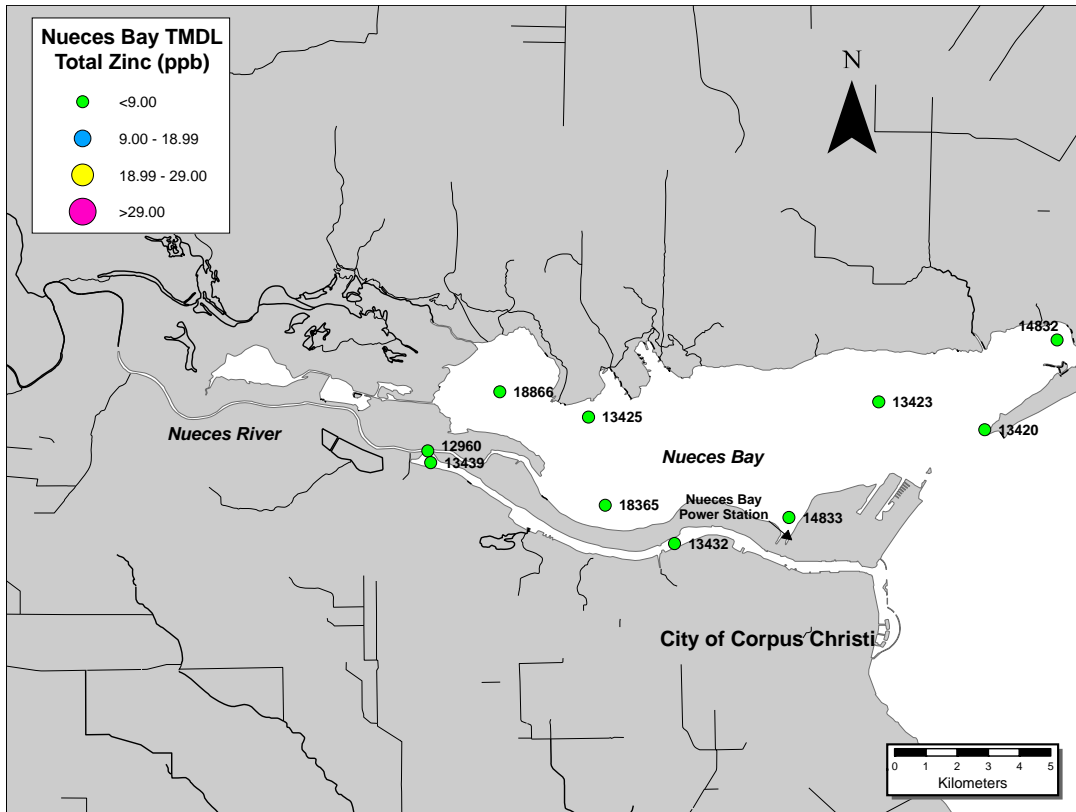 Nueces Bay TMDL
Total Zinc (ppb)
<9.00
9.00 - 18.99
18.99 - 29.00
>29.00
N
14832
18866
13425
13423
13420
Nueces River
12960
13439
Nueces Bay
18365
Nueces Bay
Power Station
14833
13432
City of Corpus Christi
0 1 2 3 4 5
Kilometers